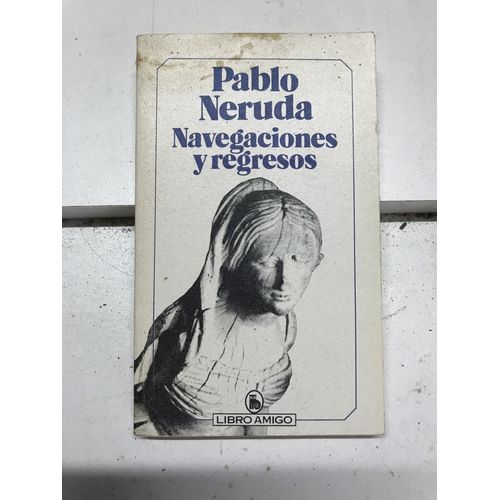 Pablo
Neruda
Navegaciones
y regresos
LIBRO AMIGO